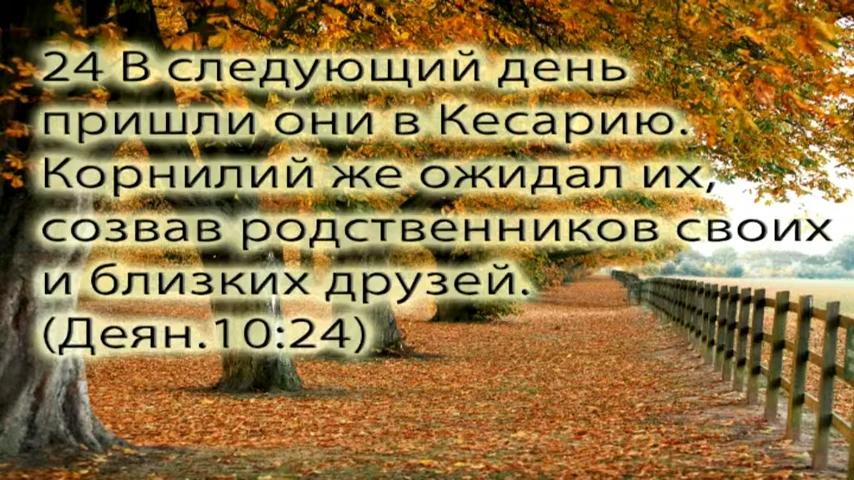 24 В следующий день
пришли они в Кесарию.
Корнилий же ожидал их,
созвав родственников своих
и близких друзей.
(Деян.10:24)